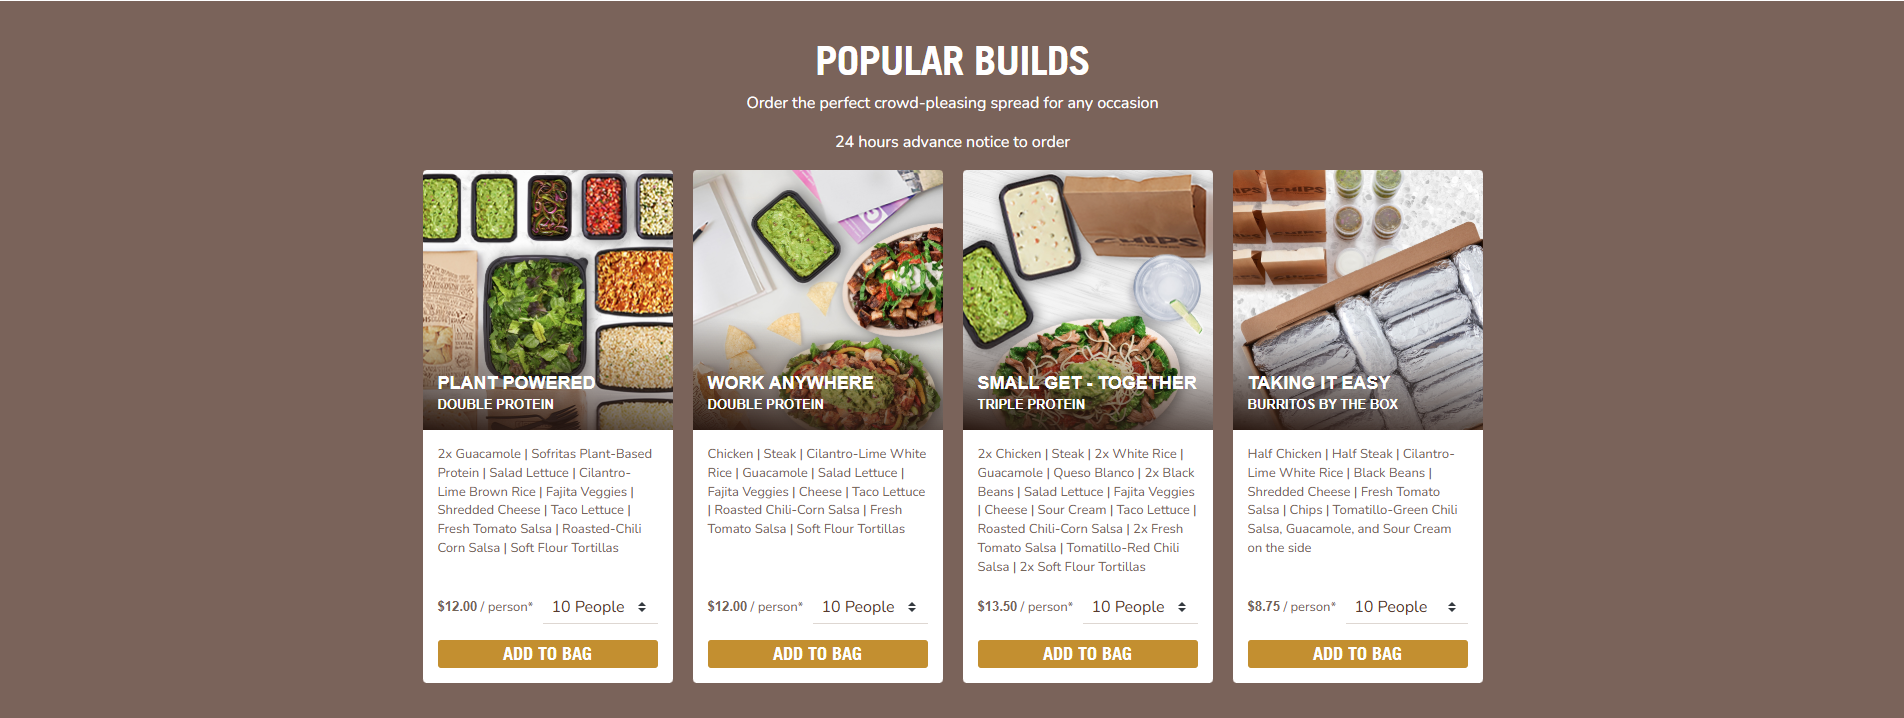 POPULAR BUILDS
Order the perfect crowd-pleasing spread for any occasion
24 hours advance notice to order
PLANT POWERED
DOUBLE PROTEIN
2x Guacamole | Sofritas Plant-Based
Protein | Salad Lettuce | Cilantro-
Lime Brown Rice | Fajita Veggies |
Shredded Cheese | Taco Lettuce |
Fresh Tomato Salsa | Roasted-Chili
Corn Salsa | Soft Flour Tortillas
$12.00 / person*
10 People
ADD TO BAG
WORK ANYWHERE
DOUBLE PROTEIN
Chicken | Steak | Cilantro-Lime White
Rice | Guacamole | Salad Lettuce |
Fajita Veggies | Cheese | Taco Lettuce
| Roasted Chili-Corn Salsa | Fresh
Tomato Salsa | Soft Flour Tortillas
$12.00 / person*
10 People
ADD TO BAG
CHIPS
SMALL GET - TOGETHER
TRIPLE PROTEIN
2x Chicken | Steak | 2x White Rice |
Guacamole | Queso Blanco | 2x Black
Beans | Salad Lettuce | Fajita Veggies
| Cheese | Sour Cream | Taco Lettuce |
Roasted Chili-Corn Salsa | 2x Fresh
Tomato Salsa | Tomatillo-Red Chili
Salsa | 2x Soft Flour Tortillas
$13.50 / person*
10 People
ADD TO BAG
CHIPS
CHIPS
CHIPS
TAKING IT EASY
BURRITOS BY THE BOX
Half Chicken | Half Steak | Cilantro-
Lime White Rice | Black Beans |
Shredded Cheese | Fresh Tomato
Salsa | Chips | Tomatillo-Green Chili
Salsa, Guacamole, and Sour Cream
on the side
$8.75 / person*
10 People
ADD TO BAG